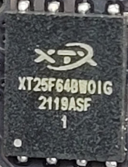 XTX
XT25F64BWOIG
2119ASF
1